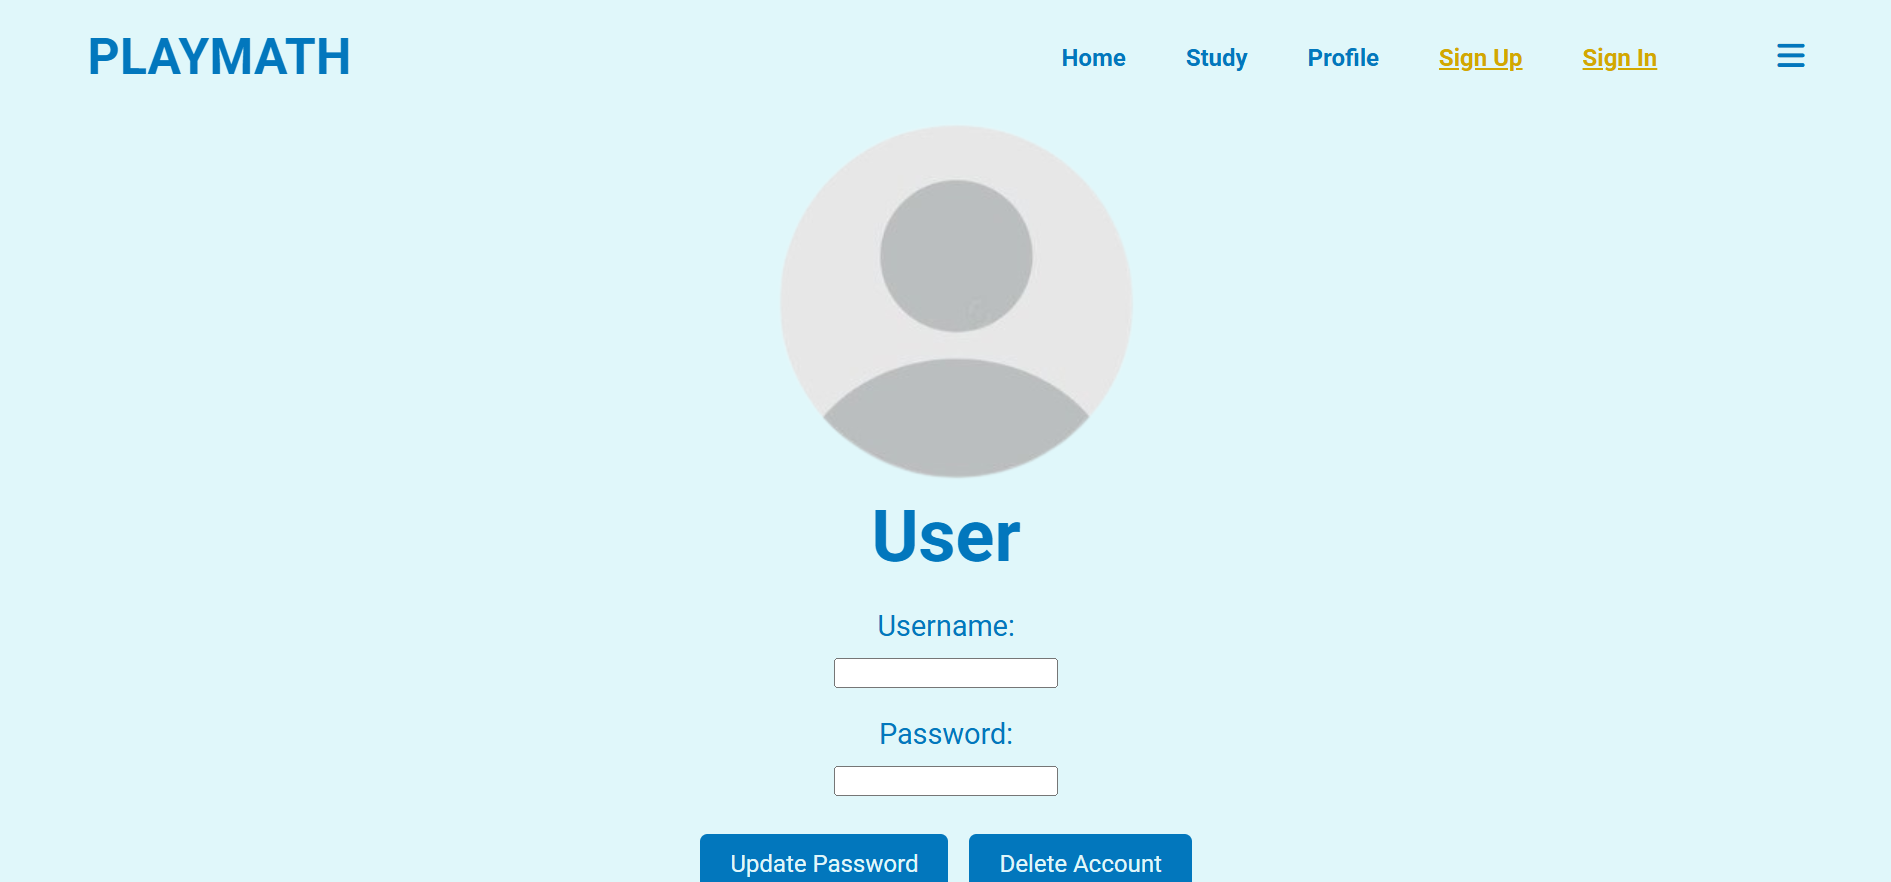 PLAYMATH
Home Study Profile Sign Up Sign In
User
Username:
Password:
Update Password Delete Account